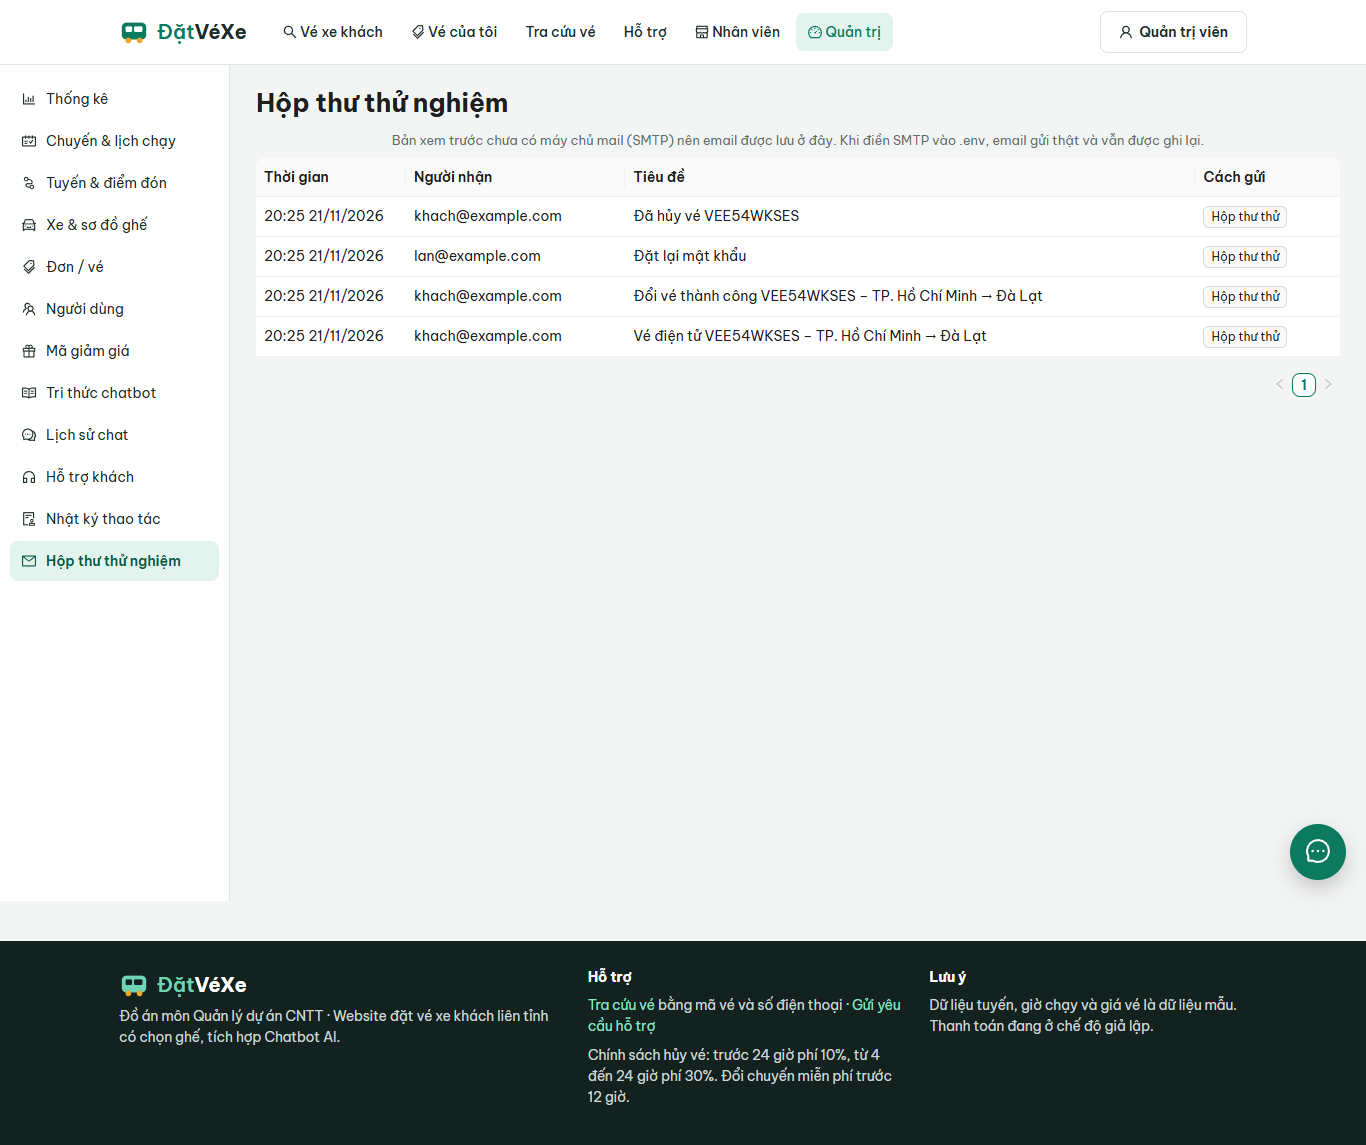 ĐặtVéXe
Vé xe khách
Vé của tôi
Tra cứu vé
Hỗ trợ
Nhân viên
Quản trị
Quản trị viên
Thống kê
Chuyến & lịch chạy
Tuyến & điểm đón
Xe & sơ đồ ghế
Đơn / vé
Người dùng
Mã giảm giá
Tri thức chatbot
Lịch sử chat
Hỗ trợ khách
Nhật ký thao tác
Hộp thư thử nghiệm
Hộp thư thử nghiệm
Bản xem trước chưa có máy chủ mail (SMTP) nên email được lưu ở đây. Khi điền SMTP vào .env, email gửi thật và vẫn được ghi lại.
Thời gian Người nhận Tiêu đề Cách gửi
20:25 21/11/2026 khach@example.com Đã hủy vé VEE54WKSES Hộp thư thử
20:25 21/11/2026 lan@example.com Đặt lại mật khẩu Hộp thư thử
20:25 21/11/2026 khach@example.com Đổi vé thành công VEE54WKSES – TP. Hồ Chí Minh → Đà Lạt Hộp thư thử
20:25 21/11/2026 khach@example.com Vé điện tử VEE54WKSES – TP. Hồ Chí Minh → Đà Lạt Hộp thư thử
1
ĐặtVéXe
Đồ án môn Quản lý dự án CNTT · Website đặt vé xe khách liên tỉnh
có chọn ghế, tích hợp Chatbot AI.
Hỗ trợ
Tra cứu vé bằng mã vé và số điện thoại · Gửi yêu
cầu hỗ trợ
Chính sách hủy vé: trước 24 giờ phí 10%, từ 4
đến 24 giờ phí 30%. Đổi chuyến miễn phí trước
12 giờ.
Lưu ý
Dữ liệu tuyến, giờ chạy và giá vé là dữ liệu mẫu.
Thanh toán đang ở chế độ giả lập.